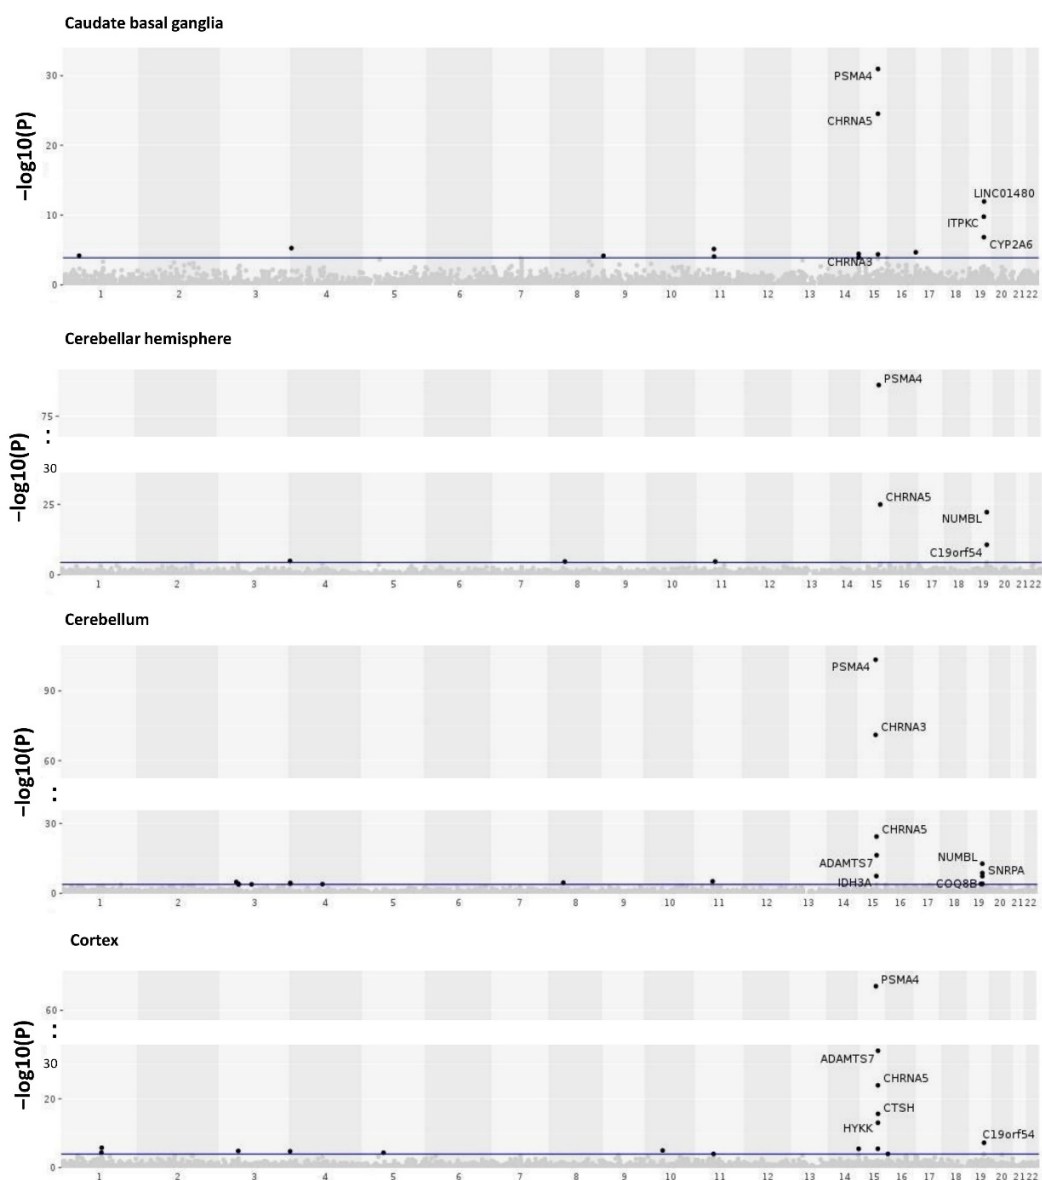 Caudate basal ganglia
−log10(P)
30
20
10
0
PSMA4
CHRNA5
LINC01480
ITPKC
CYP2A6
CHRNA3
1 2 3 4 5 6 7 8 9 10 11 12 13 14 15 16 17 18 19 20 21 22
Cerebellar hemisphere
−log10(P)
75
:
30
25
0
PSMA4
CHRNA5
NUMBL
C19orf54
1 2 3 4 5 6 7 8 9 10 11 12 13 14 15 16 17 18 19 20 21 22
Cerebellum
−log10(P)
90
60
:
30
0
PSMA4
CHRNA3
CHRNA5
ADAMTS7
NUMBL
SNRPA
IDH3A
COQ8B
1 2 3 4 5 6 7 8 9 10 11 12 13 14 15 16 17 18 19 20 21 22
Cortex
−log10(P)
60
:
30
20
10
0
PSMA4
ADAMTS7
CHRNA5
CTSH
HYKK
C19orf54
1 2 3 4 5 6 7 8 9 10 11 12 13 14 15 16 17 18 19 20 21 22